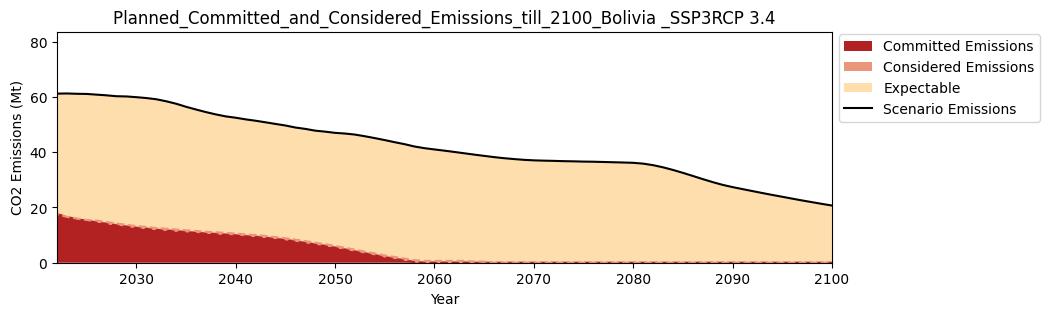 Planned_Committed_and_Considered_Emissions_till_2100_Bolivia _SSP3RCP 3.4
CO2 Emissions (Mt)
80
60
40
20
0
2030
2040
2050
2060
2070
2080
2090
2100
Year
Committed Emissions
Considered Emissions
Expectable
Scenario Emissions